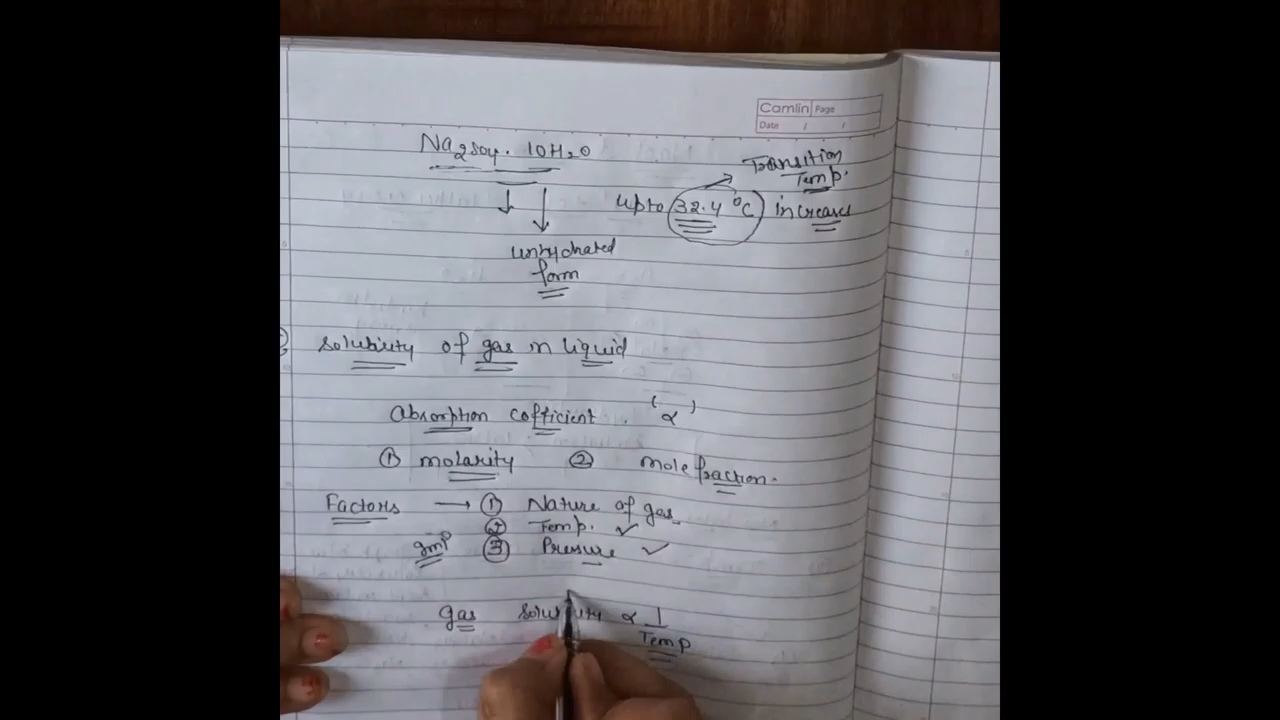 Camlin Page
Date / /
Na2SO4. 10H2O
Transition
Temp.
upto 32.4 °C increases
unhydrated
form
Solubility of gas in liquid
Absorption cofficient. (α)
① molarity ② mole fraction.
Factors → ① Nature of gas
② Temp. ✓
Imp ③ Pressure ✓
gas solubility ∝ 1
Temp